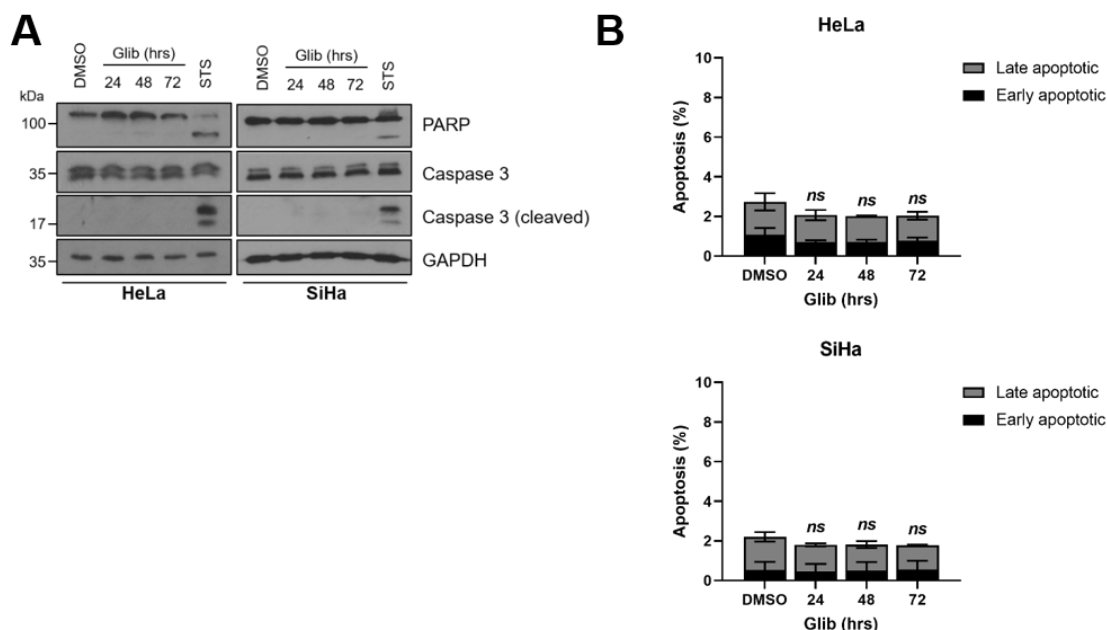 A
DMSO
Glib (hrs)
24 48 72
STS
DMSO
Glib (hrs)
24 48 72
STS
kDa
100
PARP
35
Caspase 3
17
Caspase 3 (cleaved)
35
GAPDH
HeLa
SiHa
B
HeLa
Late apoptotic
Early apoptotic
Apoptosis (%)
10
8
6
4
2
0
ns ns ns
DMSO 24 48 72
Glib (hrs)
SiHa
Late apoptotic
Early apoptotic
Apoptosis (%)
10
8
6
4
2
0
ns ns ns
DMSO 24 48 72
Glib (hrs)